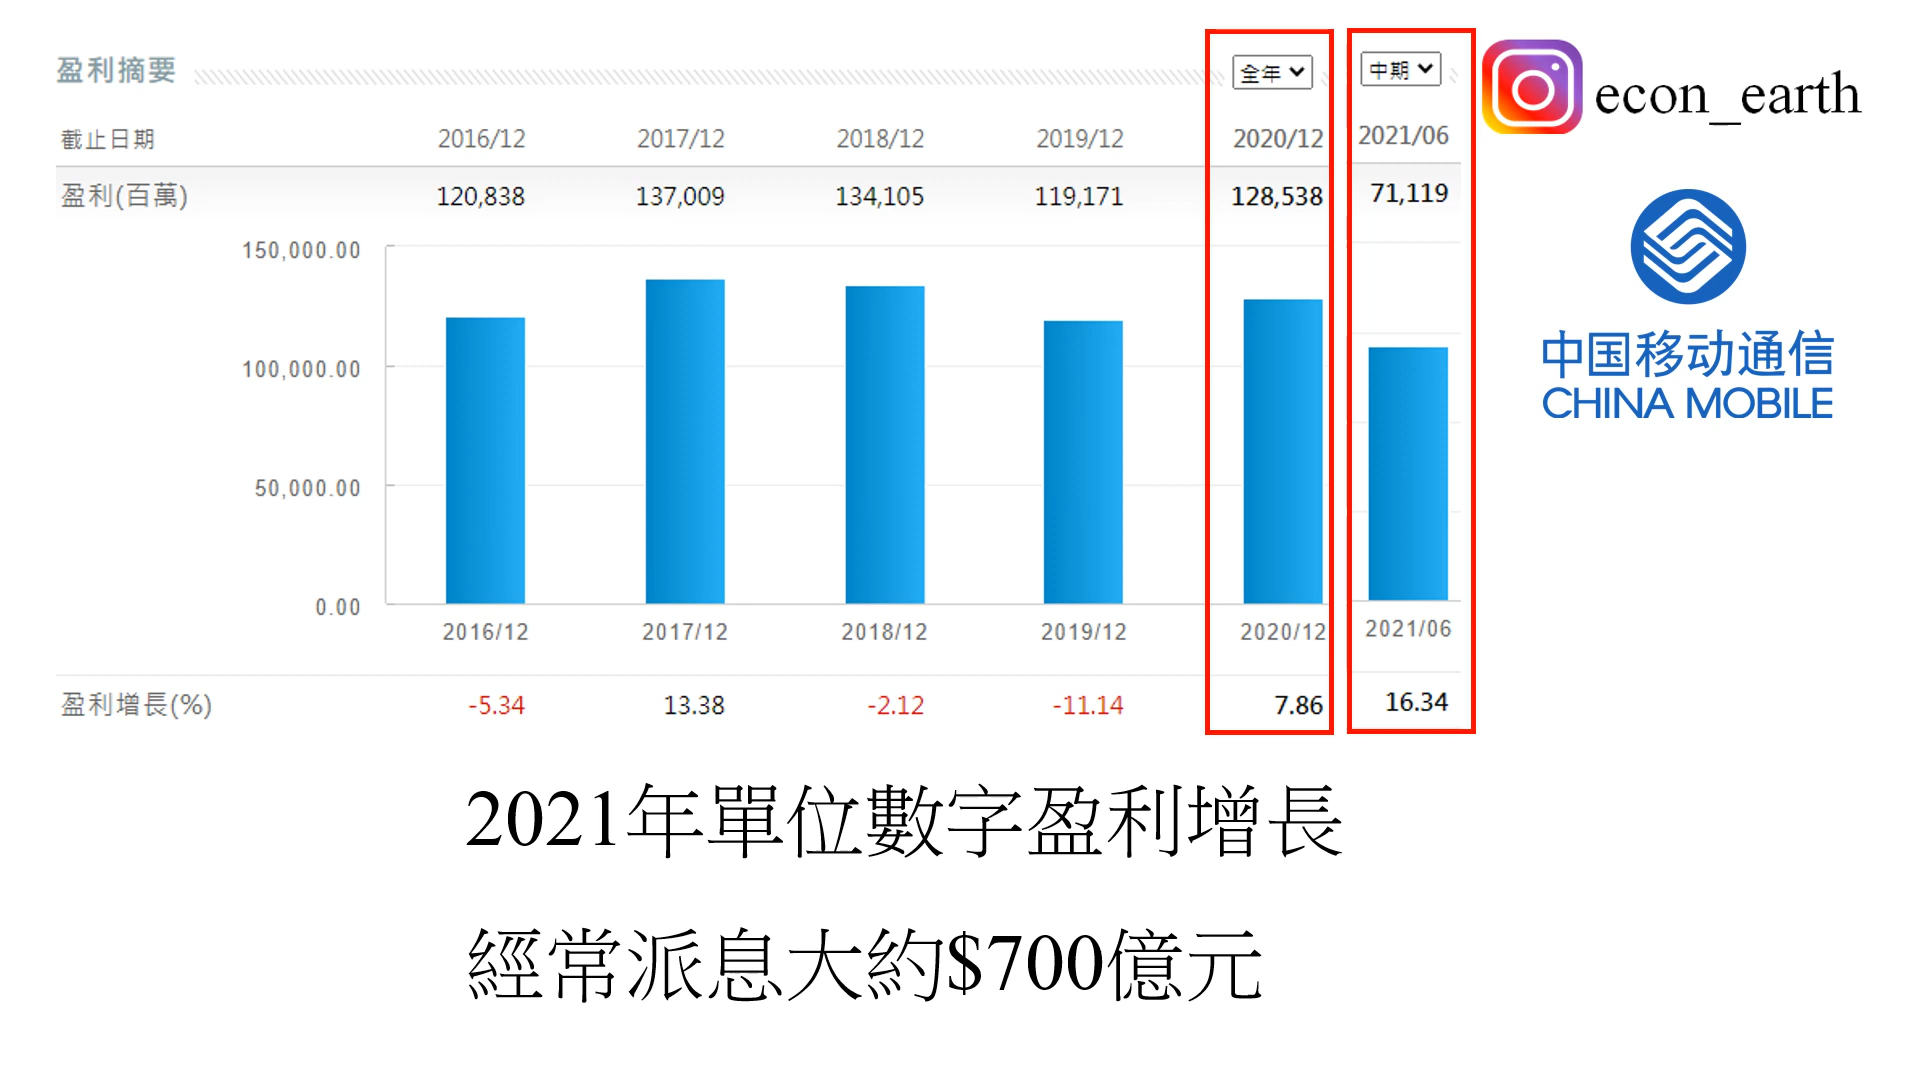 盈利摘要 全年 中期
econ_earth
截止日期 2016/12 2017/12 2018/12 2019/12 2020/12 2021/06
盈利(百萬) 120,838 137,009 134,105 119,171 128,538 71,119
150,000.00
100,000.00
50,000.00
0.00
2016/12 2017/12 2018/12 2019/12 2020/12 2021/06
盈利增長(%) -5.34 13.38 -2.12 -11.14 7.86 16.34
中国移动通信
CHINA MOBILE
2021年單位數字盈利增長
經常派息大約$700億元